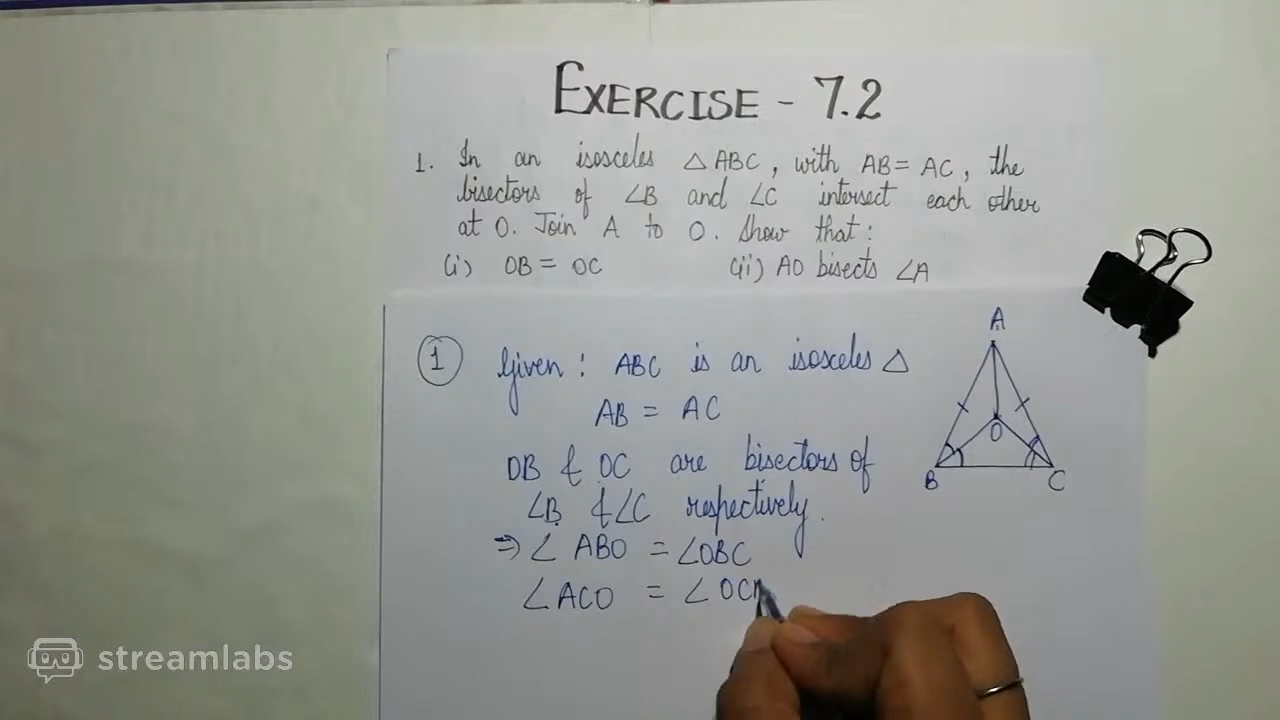 EXERCISE - 7.2
1. In an isosceles △ ABC, with AB = AC, the
bisectors of ∠B and ∠C intersect each other
at O. Join A to O. Show that:
(i) OB = OC (ii) AO bisects ∠A
1 Given: ABC is an isosceles △
AB = AC
OB & OC are bisectors of
∠B & ∠C respectively.
⇒ ∠ABO = ∠OBC
∠ACO = ∠OC
A
O
B
C
streamlabs